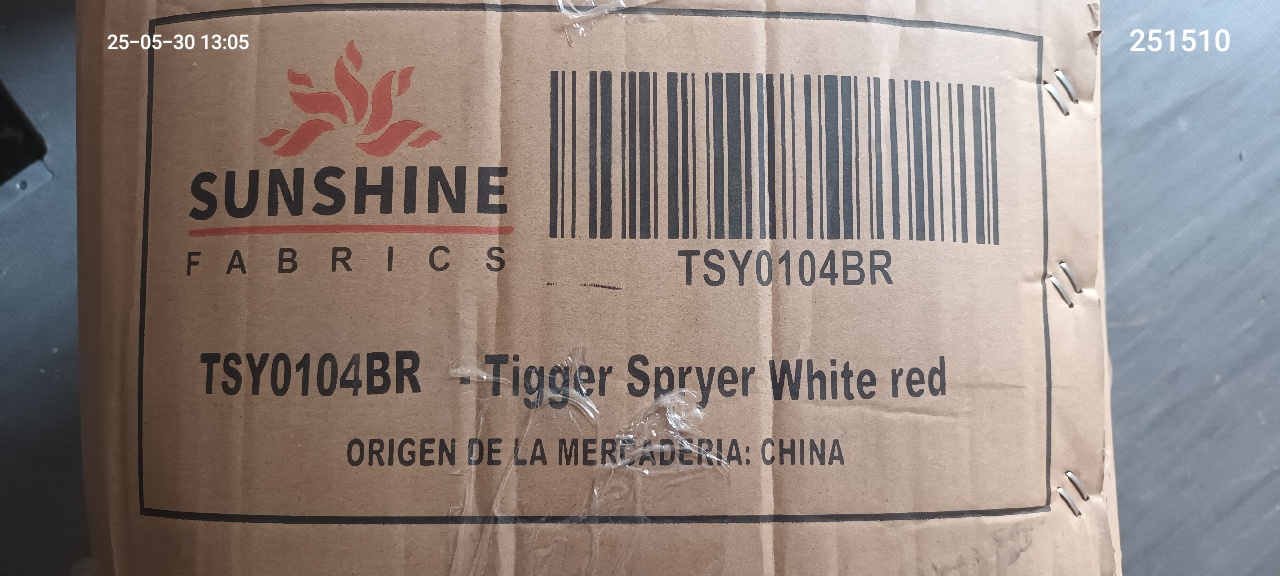 25-05-30 13:05
251510
SUNSHINE
FABRICS
TSY0104BR
TSY0104BR - Tigger Spryer White red
ORIGEN DE LA MERCADERIA: CHINA